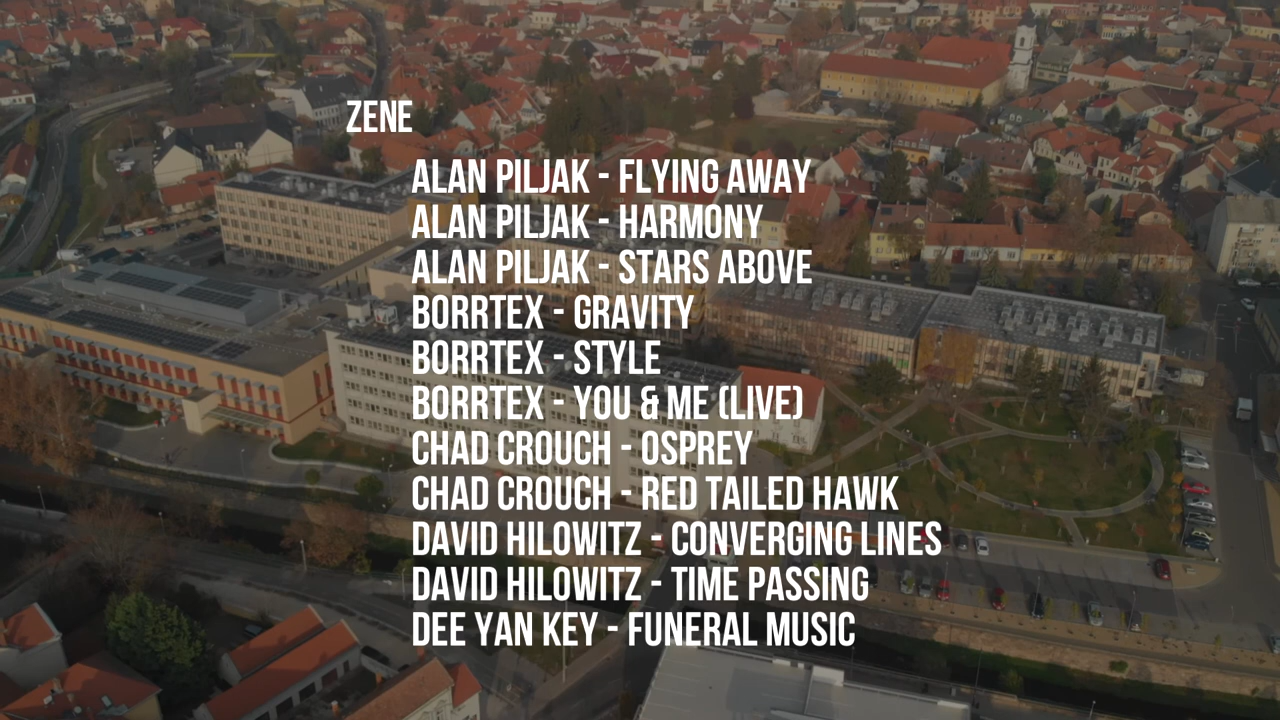 ZENE
ALAN PILJAK - FLYING AWAY
ALAN PILJAK - HARMONY
ALAN PILJAK - STARS ABOVE
BORRTEX - GRAVITY
BORRTEX - STYLE
BORRTEX - YOU & ME (LIVE)
CHAD CROUCH - OSPREY
CHAD CROUCH - RED TAILED HAWK
DAVID HILOWITZ - CONVERGING LINES
DAVID HILOWITZ - TIME PASSING
DEE YAN KEY - FUNERAL MUSIC